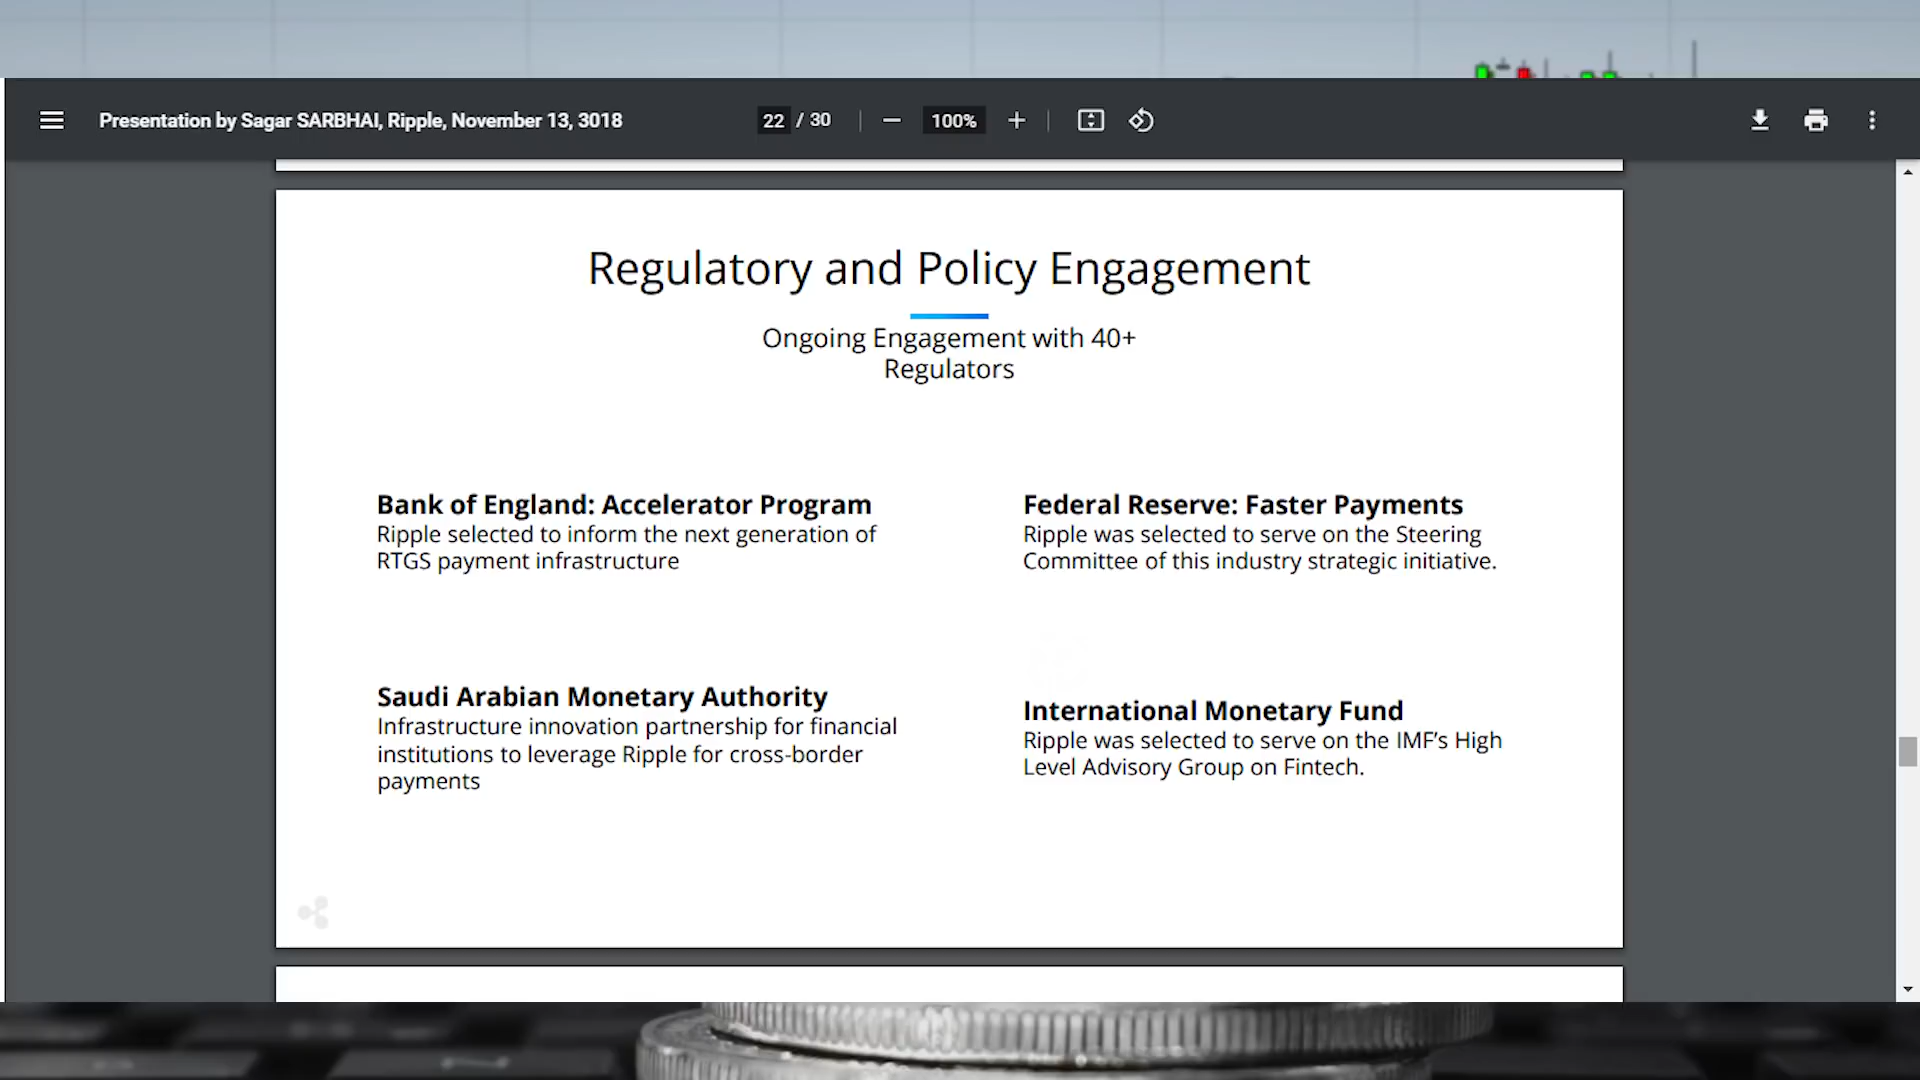 Presentation by Sagar SARBHAI, Ripple, November 13, 3018
22 / 30
100%
Regulatory and Policy Engagement
Ongoing Engagement with 40+
Regulators
Bank of England: Accelerator Program
Ripple selected to inform the next generation of
RTGS payment infrastructure
Federal Reserve: Faster Payments
Ripple was selected to serve on the Steering
Committee of this industry strategic initiative.
Saudi Arabian Monetary Authority
Infrastructure innovation partnership for financial
institutions to leverage Ripple for cross-border
payments
International Monetary Fund
Ripple was selected to serve on the IMF's High
Level Advisory Group on Fintech.